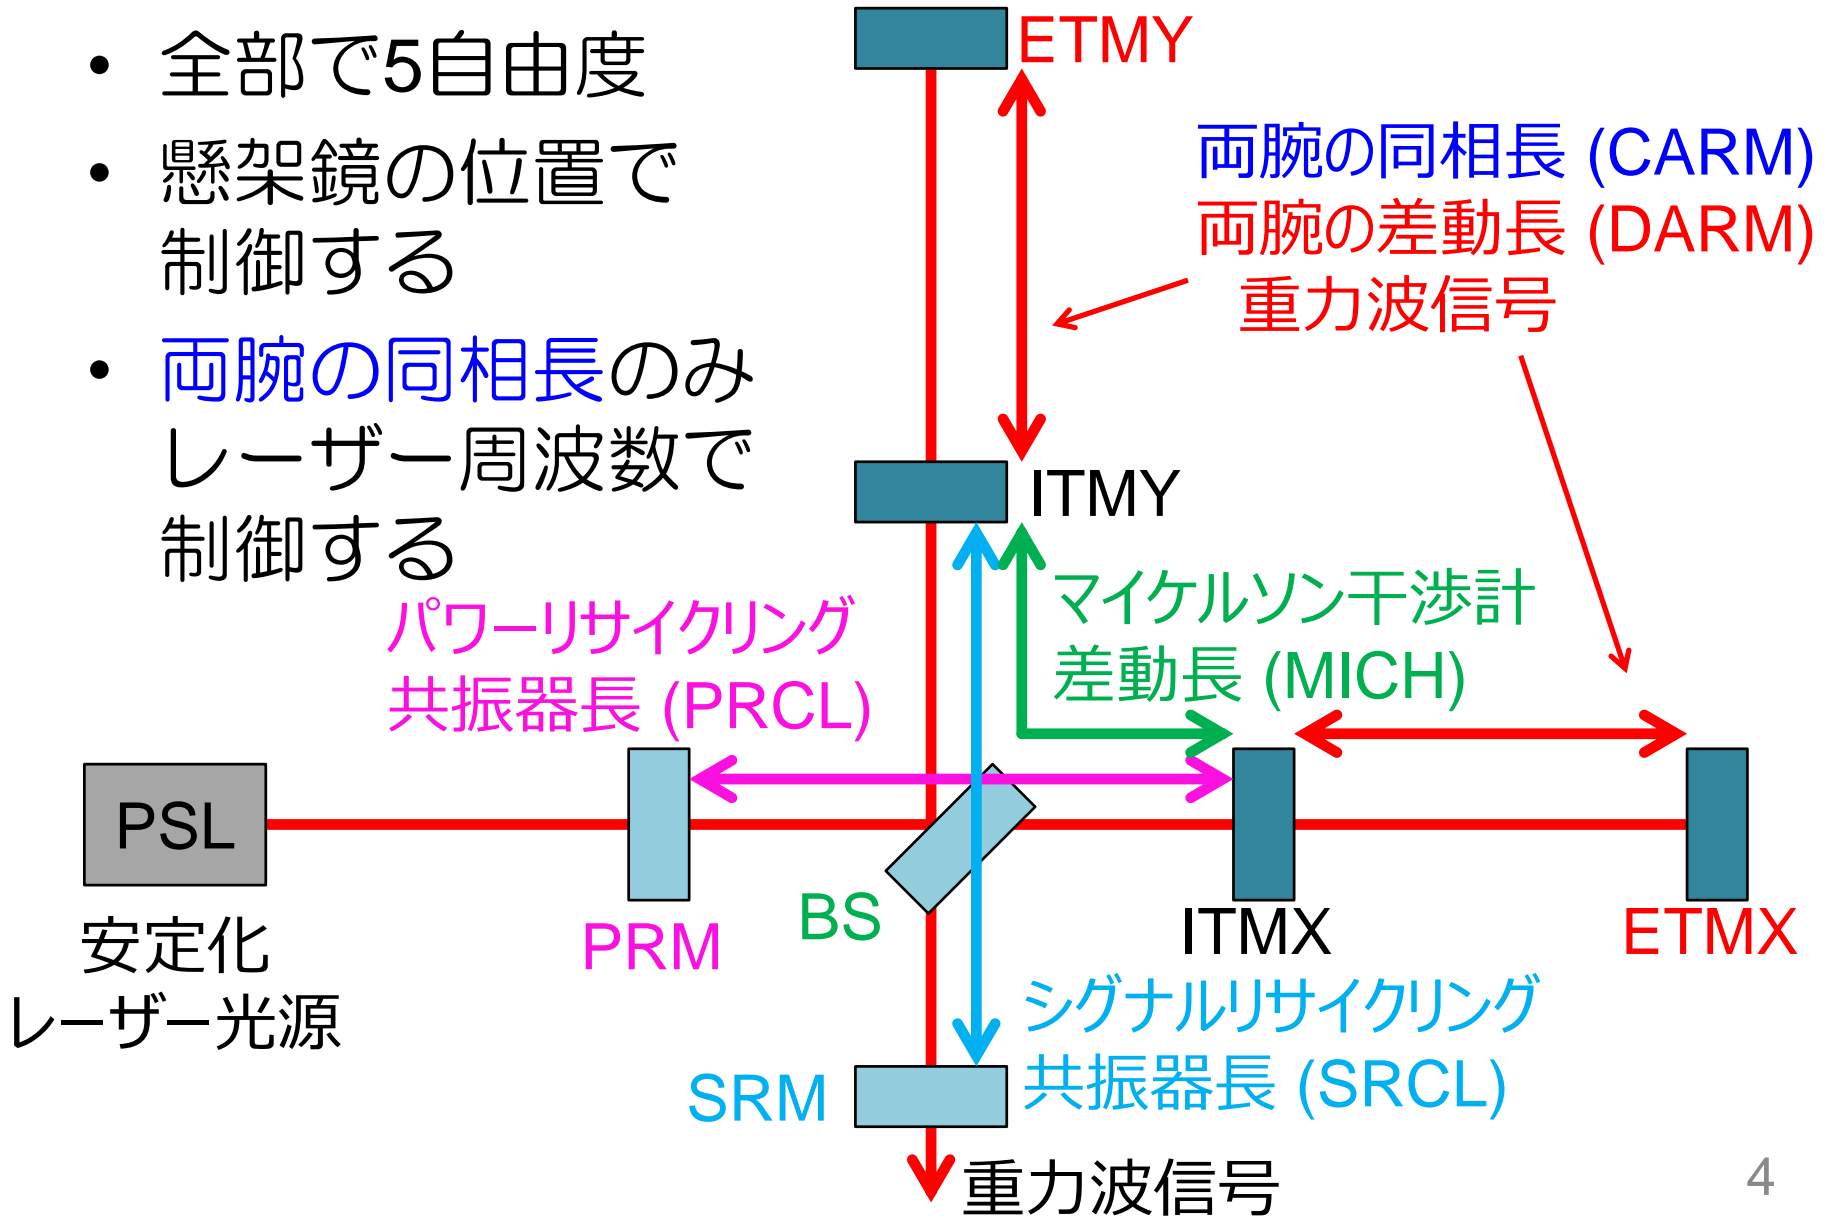 • 全部で5自由度
• 懸架鏡の位置で
制御する
• 両腕の同相長のみ
レーザー周波数で
制御する
ETMY
両腕の同相長 (CARM)
両腕の差動長 (DARM)
重力波信号
ITMY
マイケルソン干渉計
差動長 (MICH)
パワーリサイクリング
共振器長 (PRCL)
PSL
安定化
レーザー光源
PRM
BS
ITMX
ETMX
シグナルリサイクリング
共振器長 (SRCL)
SRM
重力波信号
4